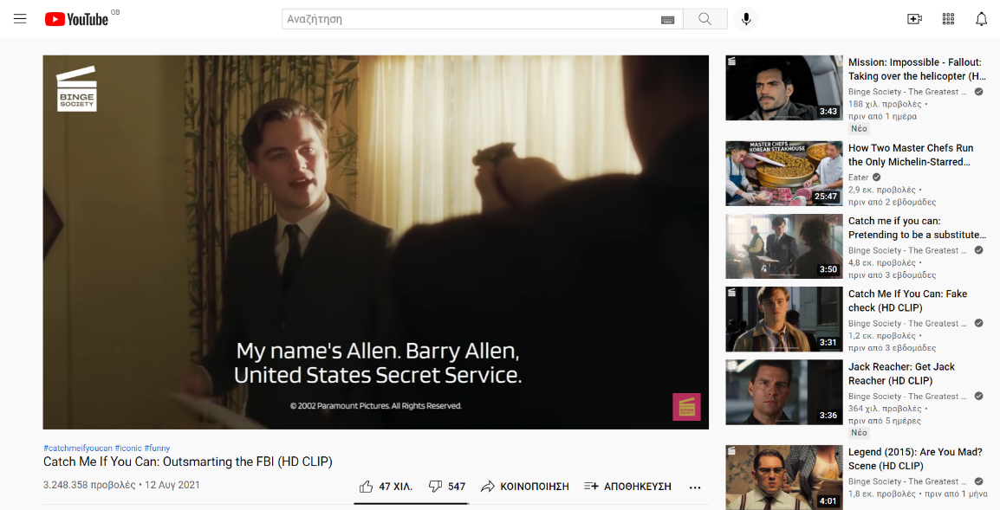 YouTube GB
Αναζήτηση
BINGE
SOCIETY
My name's Allen. Barry Allen,
United States Secret Service.
© 2002 Paramount Pictures. All Rights Reserved.
#catchmeifyoucan #iconic #funny
Catch Me If You Can: Outsmarting the FBI (HD CLIP)
3.248.358 προβολές • 12 Αυγ 2021
47 ΧΙΛ.
547
ΚΟΙΝΟΠΟΙΗΣΗ
ΑΠΟΘΗΚΕΥΣΗ
3:43
Mission: Impossible - Fallout:
Taking over the helicopter (H...
Binge Society - The Greatest ...
188 χιλ. προβολές •
πριν από 1 ημέρα
Νέο
MASTER CHEFS
KOREAN STEAKHOUSE
25:47
How Two Master Chefs Run
the Only Michelin-Starred...
Eater
2,9 εκ. προβολές •
πριν από 2 εβδομάδες
3:50
Catch me if you can:
Pretending to be a substitute...
Binge Society - The Greatest ...
4,8 εκ. προβολές •
πριν από 3 εβδομάδες
3:31
Catch Me If You Can: Fake
check (HD CLIP)
Binge Society - The Greatest ...
1,2 εκ. προβολές •
πριν από 3 εβδομάδες
3:36
Jack Reacher: Get Jack
Reacher (HD CLIP)
Binge Society - The Greatest ...
364 χιλ. προβολές •
πριν από 5 ημέρες
Νέο
4:01
Legend (2015): Are You Mad?
Scene (HD CLIP)
Binge Society - The Greatest ...
1,8 εκ. προβολές • πριν από 1 μήνα